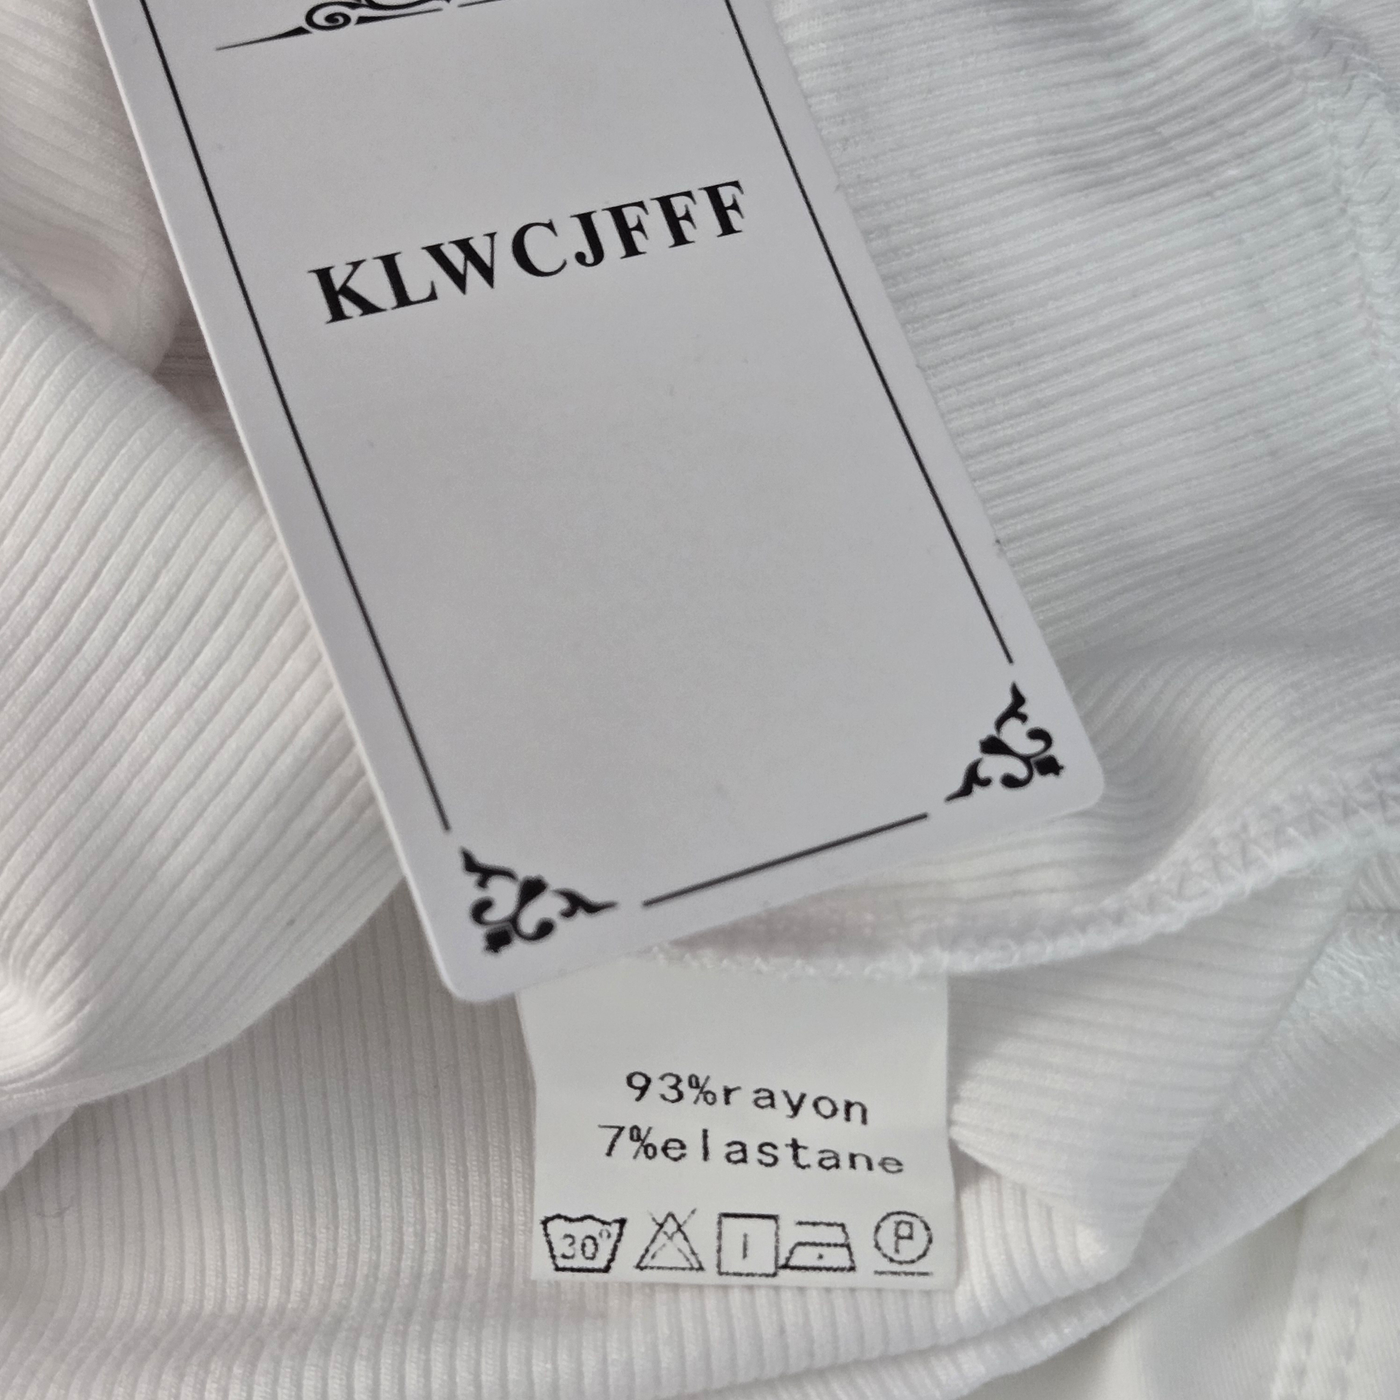 KLWCJFFF
93%rayon
7%elastane
30° P